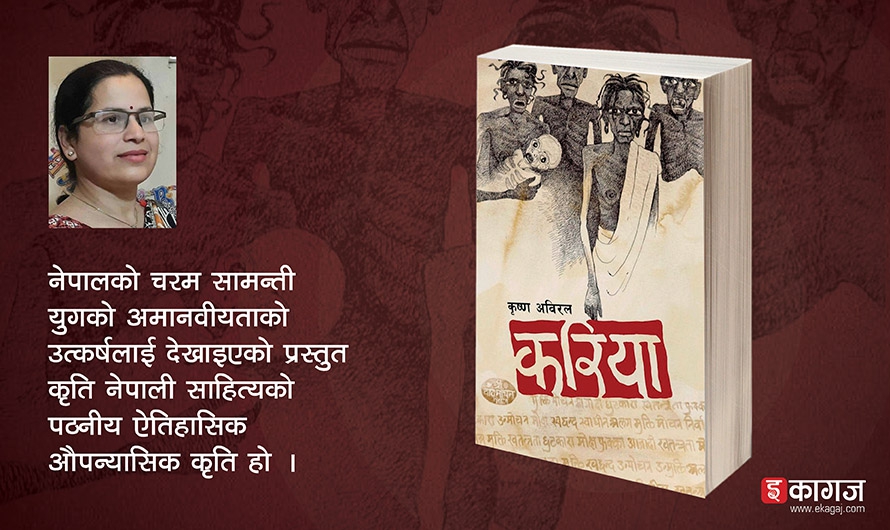 नेपालको चरम सामन्ती
युगको अमानवीयताको
उत्कर्षलाई देखाइएको प्रस्तुत
कृति नेपाली साहित्यको
पठनीय ऐतिहासिक
औपन्यासिक कृति हो ।
कृष्ण अविरल
करिया
इकागज
www.ekagaj.com